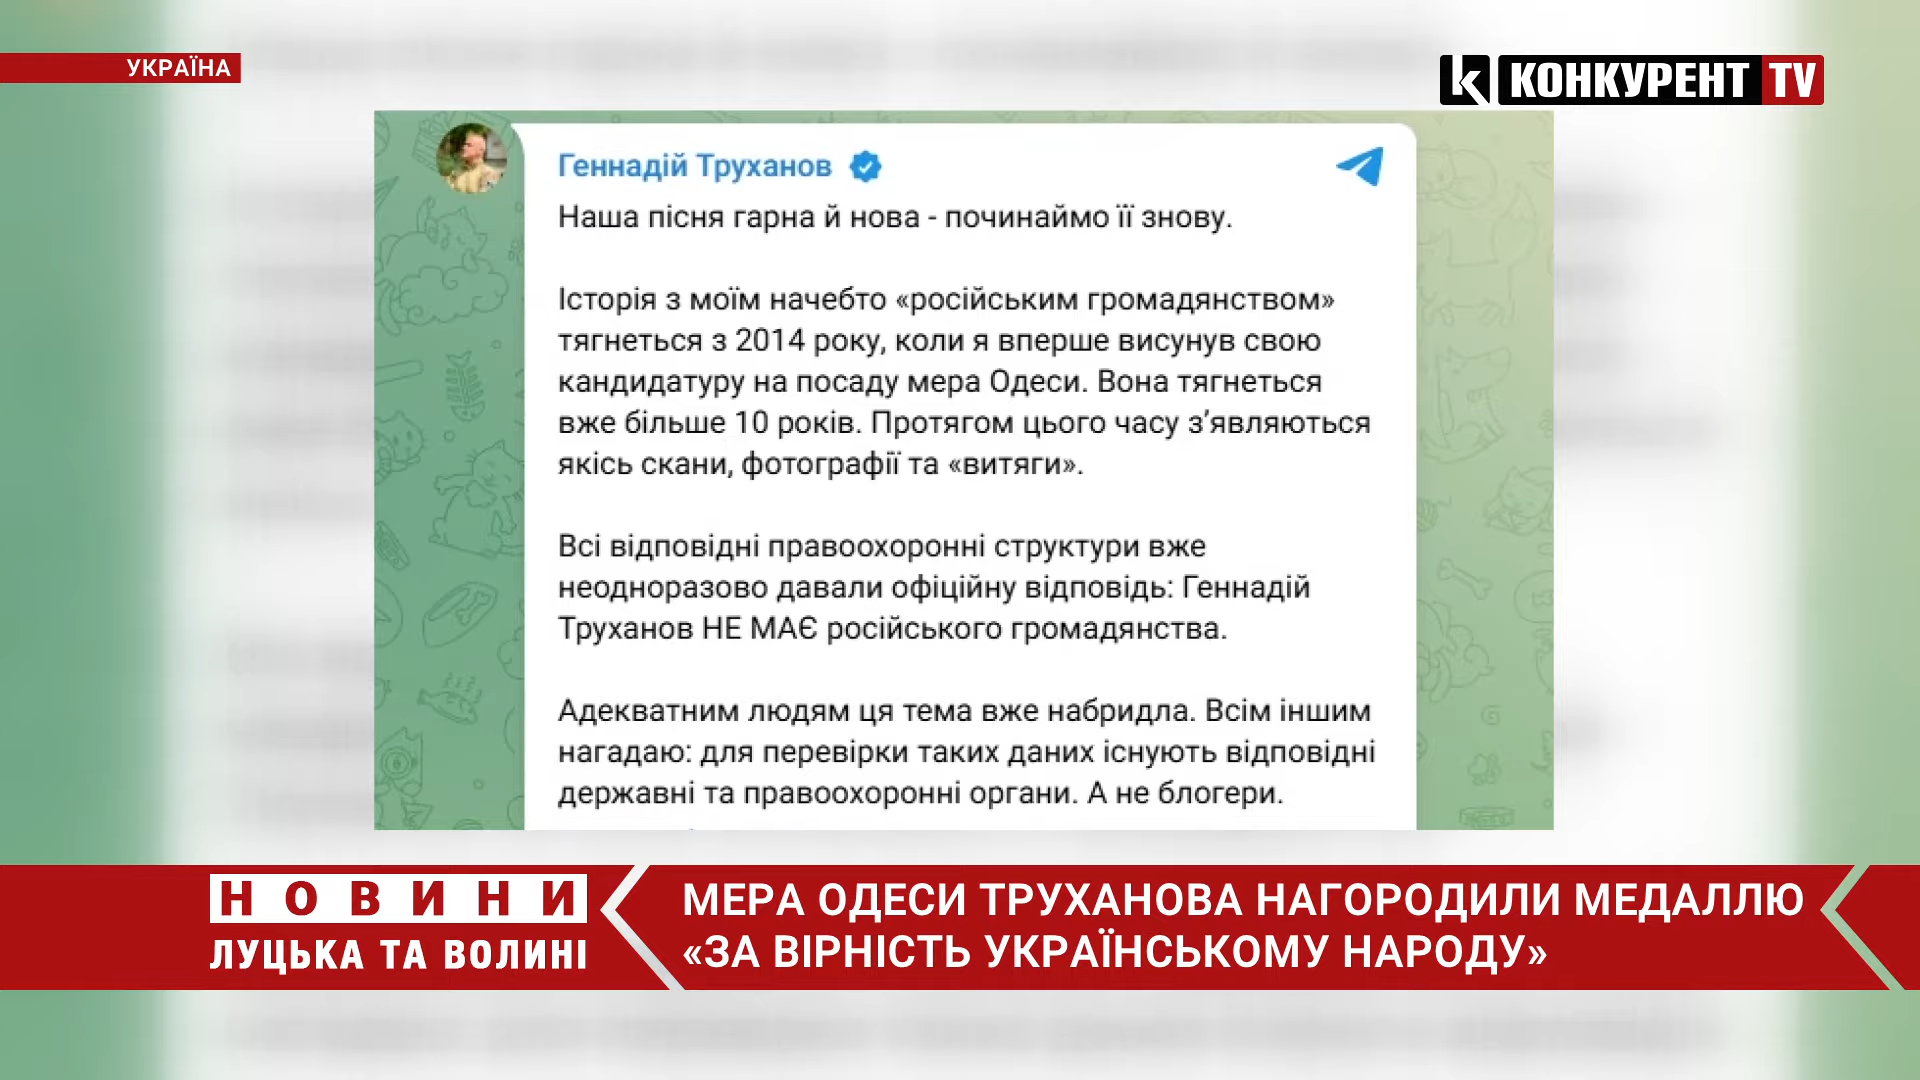 УКРАЇНА
КОНКУРЕНТ TV
Геннадій Труханов
Наша пісня гарна й нова - починаймо її знову.
Історія з моїм начебто «російським громадянством»
тягнеться з 2014 року, коли я вперше висунув свою
кандидатуру на посаду мера Одеси. Вона тягнеться
вже більше 10 років. Протягом цього часу з’являються
якісь скани, фотографії та «витяги».
Всі відповідні правоохоронні структури вже
неодноразово давали офіційну відповідь: Геннадій
Труханов НЕ МАЄ російського громадянства.
Адекватним людям ця тема вже набридла. Всім іншим
нагадаю: для перевірки таких даних існують відповідні
державні та правоохоронні органи. А не блогери.
НОВИНИ
ЛУЦЬКА ТА ВОЛИНІ
МЕРА ОДЕСИ ТРУХАНОВА НАГОРОДИЛИ МЕДАЛЛЮ
«ЗА ВІРНІСТЬ УКРАЇНСЬКОМУ НАРОДУ»